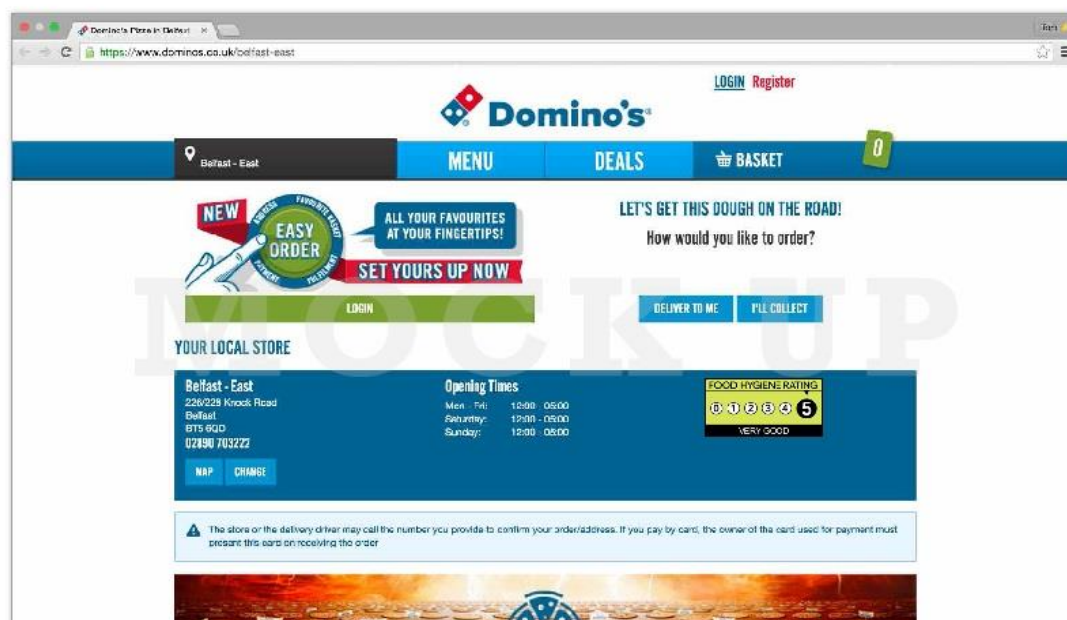 Domino's Pizza in Belfast
https://www.dominos.co.uk/belfast-east
LOGIN Register
Domino's
Belfast - East
MENU
DEALS
BASKET
0
NEW
ADDRESS
FAVOURITE BASKET
FULFILMENT
PAYMENT
EASY
ORDER
ALL YOUR FAVOURITES
AT YOUR FINGERTIPS!
SET YOURS UP NOW
LOGIN
LET'S GET THIS DOUGH ON THE ROAD!
How would you like to order?
DELIVER TO ME
I'LL COLLECT
MOCK UP
YOUR LOCAL STORE
Belfast - East
226/228 Knock Road
Belfast
BT5 6QD
02890 703222
MAP
CHANGE
Opening Times
Mon - Fri: 12:00 - 05:00
Saturday: 12:00 - 05:00
Sunday: 12:00 - 05:00
FOOD HYGIENE RATING
0 1 2 3 4 5
VERY GOOD
The store or the delivery driver may call the number you provide to confirm your order/address. If you pay by card, the owner of the card used for payment must
present this card on receiving the order